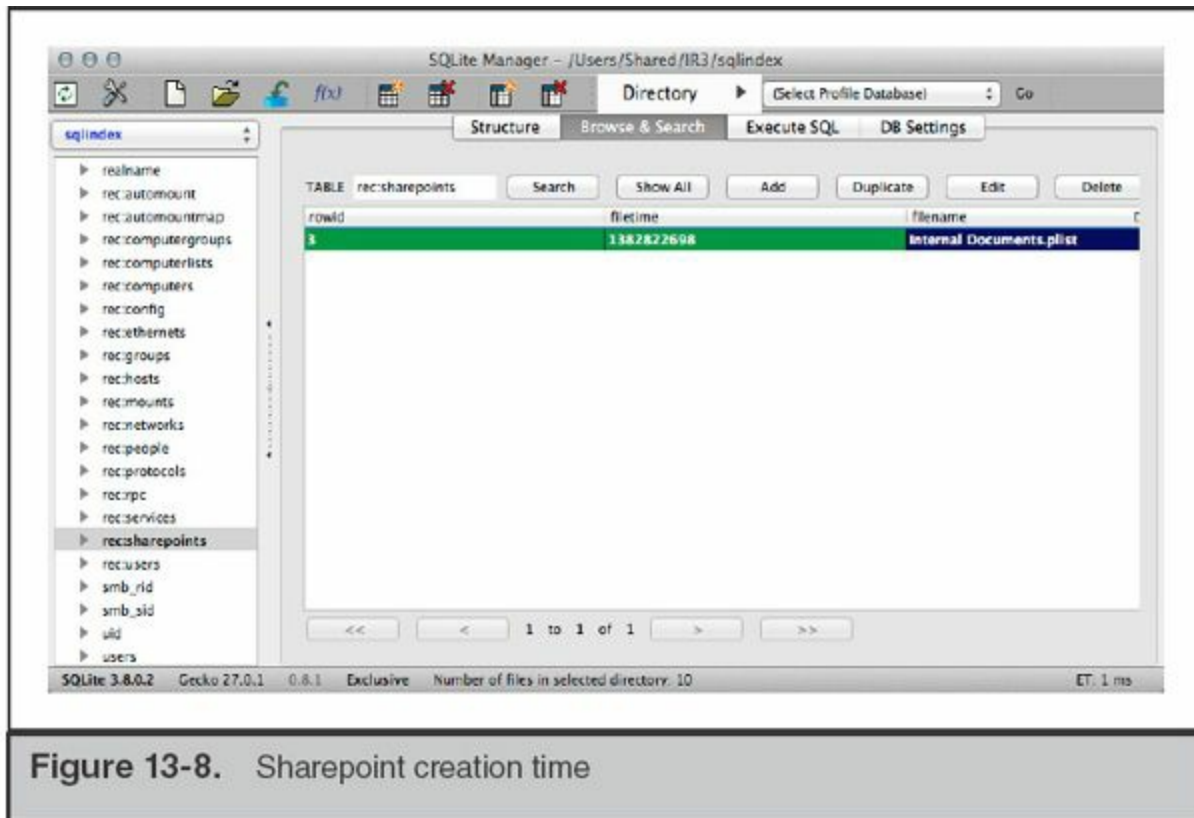 SQLite Manager - /Users/Shared/IR3/sqlindex
f(x) Directory (Select Profile Database) Go
sqlindex
Structure Browse & Search Execute SQL DB Settings
realname
rec:automount
rec:automountmap
rec:computergroups
rec:computerlists
rec:computers
rec:config
rec:ethernets
rec:groups
rec:hosts
rec:mounts
rec:networks
rec:people
rec:protocols
rec:rpc
rec:services
rec:sharepoints
rec:users
smb_rid
smb_sid
uid
users
TABLE rec:sharepoints Search Show All Add Duplicate Edit Delete
rowid filetime filename
3 1382822698 Internal Documents.plist
<< < 1 to 1 of 1 > >>
SQLite 3.8.0.2 Gecko 27.0.1 0.8.1 Exclusive Number of files in selected directory: 10 ET: 1 ms
Figure 13-8. Sharepoint creation time